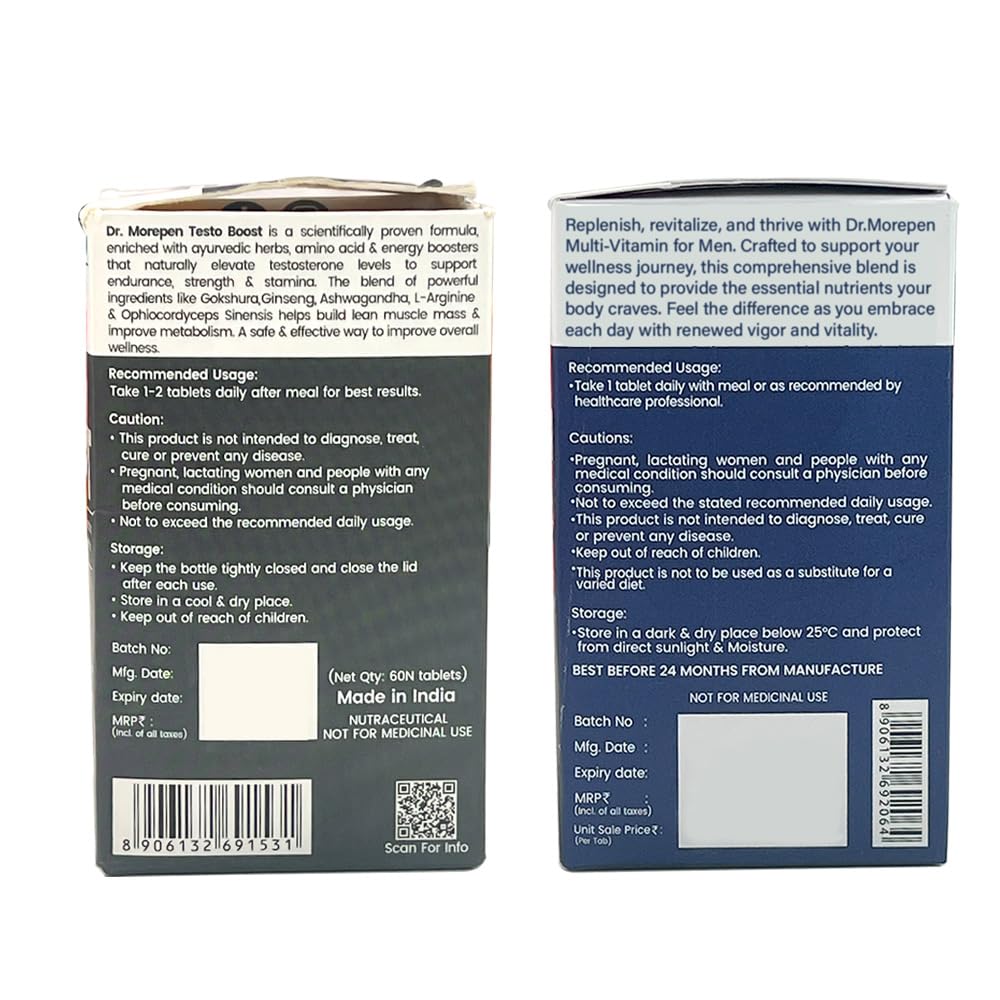 Dr. Morepen Testo Boost is a scientifically proven formula,
enriched with ayurvedic herbs, amino acid & energy boosters
that naturally elevate testosterone levels to support
endurance, strength & stamina. The blend of powerful
ingredients like Gokshura,Ginseng, Ashwagandha, L-Arginine
& Ophiocordyceps Sinensis helps build lean muscle mass &
improve metabolism. A safe & effective way to improve overall
wellness.
Recommended Usage:
Take 1-2 tablets daily after meal for best results.
Caution:
• This product is not intended to diagnose, treat,
cure or prevent any disease.
• Pregnant, lactating women and people with any
medical condition should consult a physician
before consuming.
• Not to exceed the recommended daily usage.
Storage:
• Keep the bottle tightly closed and close the lid
after each use.
• Store in a cool & dry place.
• Keep out of reach of children.
Batch No:
Mfg. Date:
Expiry date:
MRP₹ :
(Incl. of all taxes)
(Net Qty: 60N tablets)
Made in India
NUTRACEUTICAL
NOT FOR MEDICINAL USE
8 906132 691531
Scan For Info
Replenish, revitalize, and thrive with Dr.Morepen
Multi-Vitamin for Men. Crafted to support your
wellness journey, this comprehensive blend is
designed to provide the essential nutrients your
body craves. Feel the difference as you embrace
each day with renewed vigor and vitality.
Recommended Usage:
•Take 1 tablet daily with meal or as recommended by
healthcare professional.
Cautions:
•Pregnant, lactating women and people with any
medical condition should consult a physician before
consuming.
•Not to exceed the stated recommended daily usage.
•This product is not intended to diagnose, treat, cure
or prevent any disease.
•Keep out of reach of children.
*This product is not to be used as a substitute for a
varied diet.
Storage:
•Store in a dark & dry place below 25°C and protect
from direct sunlight & Moisture.
BEST BEFORE 24 MONTHS FROM MANUFACTURE
NOT FOR MEDICINAL USE
Batch No :
Mfg. Date :
Expiry date:
MRP₹ :
(Incl. of all taxes)
Unit Sale Price₹ :
(Per Tab)
8 906132 692064